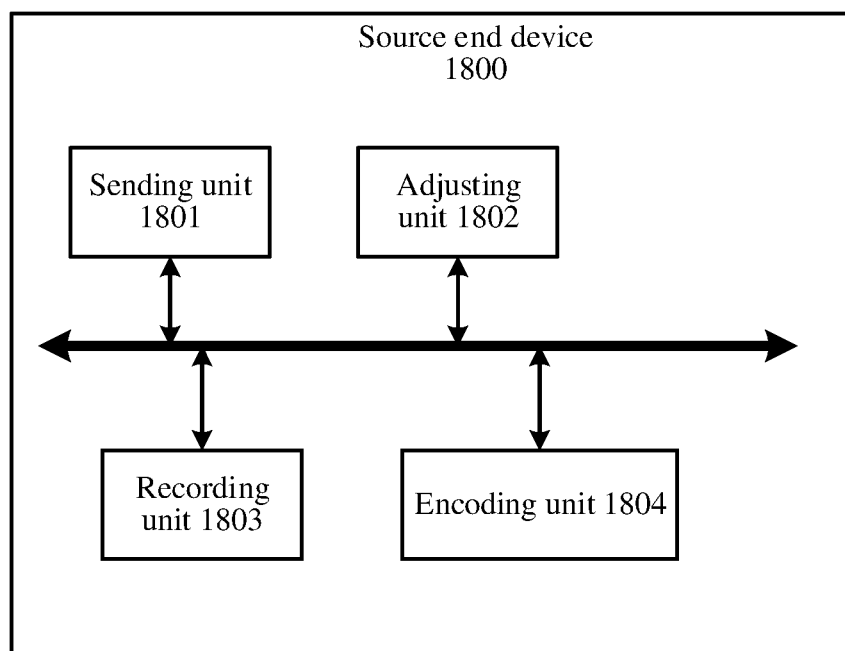 Source end device
1800
Sending unit
1801
Adjusting
unit 1802
Recording
unit 1803
Encoding unit 1804